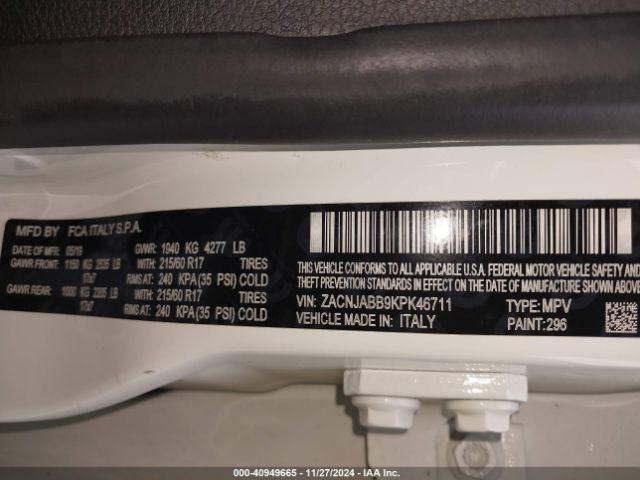 MFD BY FCA ITALY S.P.A.
DATE OF MFR: 05/19 GVWR: 1940 KG 4277 LB
GAWR FRONT: 1150 KG 2535 LB WITH 215/60 R17 TIRES
17x7 RIMS AT: 240 KPA (35 PSI) COLD
GAWR REAR: 1000 KG 2205 LB WITH 215/60 R17 TIRES
17x7 RIMS AT: 240 KPA (35 PSI) COLD
THIS VEHICLE CONFORMS TO ALL APPLICABLE U.S.A. FEDERAL MOTOR VEHICLE SAFETY AND
THEFT PREVENTION STANDARDS IN EFFECT ON THE DATE OF MANUFACTURE SHOWN ABOVE
VIN: ZACNJABB9KPK46711 TYPE: MPV
VEHICLE MADE IN: ITALY PAINT: 296
000-40949665 - 11/27/2024 - IAA Inc.